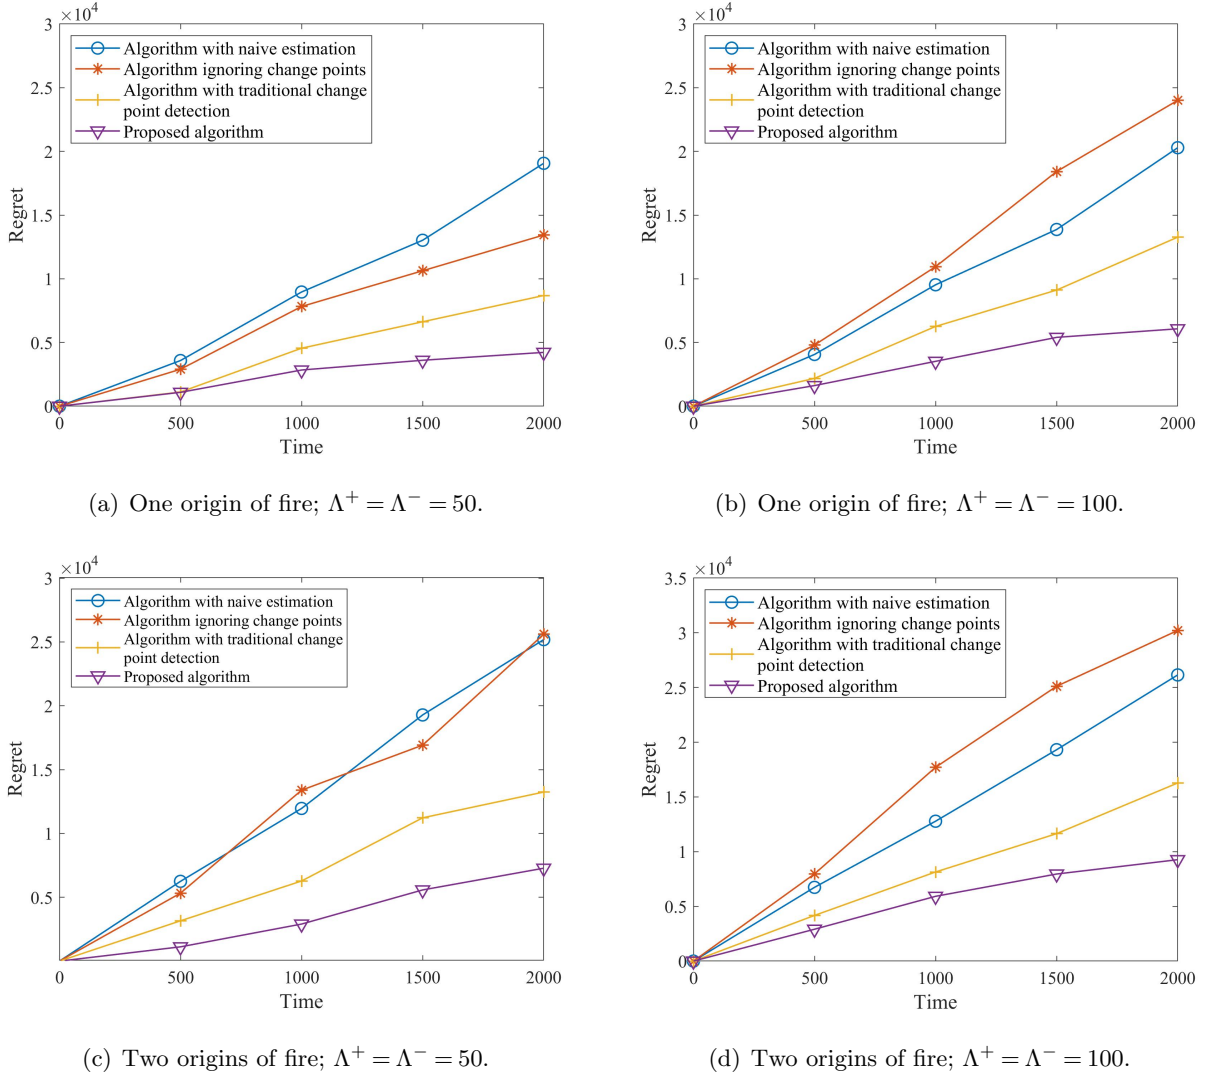 ×10⁴
3
2.5
2
1.5
1
0.5
0
Regret
0 500 1000 1500 2000
Time
Algorithm with naive estimation
Algorithm ignoring change points
Algorithm with traditional change
point detection
Proposed algorithm
(a) One origin of fire; Λ⁺ = Λ⁻ = 50.
×10⁴
3
2.5
2
1.5
1
0.5
0
Regret
0 500 1000 1500 2000
Time
Algorithm with naive estimation
Algorithm ignoring change points
Algorithm with traditional change
point detection
Proposed algorithm
(b) One origin of fire; Λ⁺ = Λ⁻ = 100.
×10⁴
3
2.5
2
1.5
1
0.5
Regret
0 500 1000 1500 2000
Time
Algorithm with naive estimation
Algorithm ignoring change points
Algorithm with traditional change
point detection
Proposed algorithm
(c) Two origins of fire; Λ⁺ = Λ⁻ = 50.
×10⁴
3.5
3
2.5
2
1.5
1
0.5
0
Regret
0 500 1000 1500 2000
Time
Algorithm with naive estimation
Algorithm ignoring change points
Algorithm with traditional change
point detection
Proposed algorithm
(d) Two origins of fire; Λ⁺ = Λ⁻ = 100.